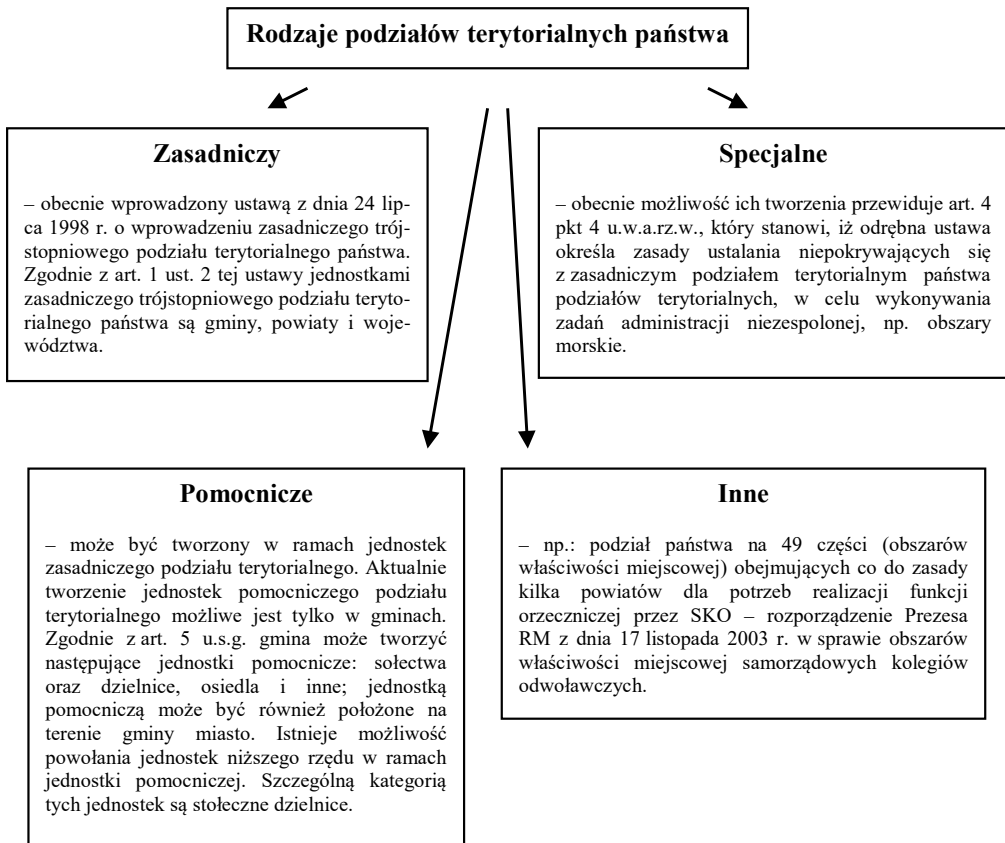 Rodzaje podziałów terytorialnych państwa
Zasadniczy
– obecnie wprowadzony ustawą z dnia 24 lip-
ca 1998 r. o wprowadzeniu zasadniczego trój-
stopniowego podziału terytorialnego państwa.
Zgodnie z art. 1 ust. 2 tej ustawy jednostkami
zasadniczego trójstopniowego podziału teryto-
rialnego państwa są gminy, powiaty i woje-
wództwa.
Specjalne
– obecnie możliwość ich tworzenia przewiduje art. 4
pkt 4 u.w.a.rz.w., który stanowi, iż odrębna ustawa
określa zasady ustalania niepokrywających się
z zasadniczym podziałem terytorialnym państwa
podziałów terytorialnych, w celu wykonywania
zadań administracji niezespolonej, np. obszary
morskie.
Pomocnicze
– może być tworzony w ramach jednostek
zasadniczego podziału terytorialnego. Aktualnie
tworzenie jednostek pomocniczego podziału
terytorialnego możliwe jest tylko w gminach.
Zgodnie z art. 5 u.s.g. gmina może tworzyć
następujące jednostki pomocnicze: sołectwa
oraz dzielnice, osiedla i inne; jednostką
pomocniczą może być również położone na
terenie gminy miasto. Istnieje możliwość
powołania jednostek niższego rzędu w ramach
jednostki pomocniczej. Szczególną kategorią
tych jednostek są stołeczne dzielnice.
Inne
– np.: podział państwa na 49 części (obszarów
właściwości miejscowej) obejmujących co do zasady
kilka powiatów dla potrzeb realizacji funkcji
orzeczniczej przez SKO – rozporządzenie Prezesa
RM z dnia 17 listopada 2003 r. w sprawie obszarów
właściwości miejscowej samorządowych kolegiów
odwoławczych.